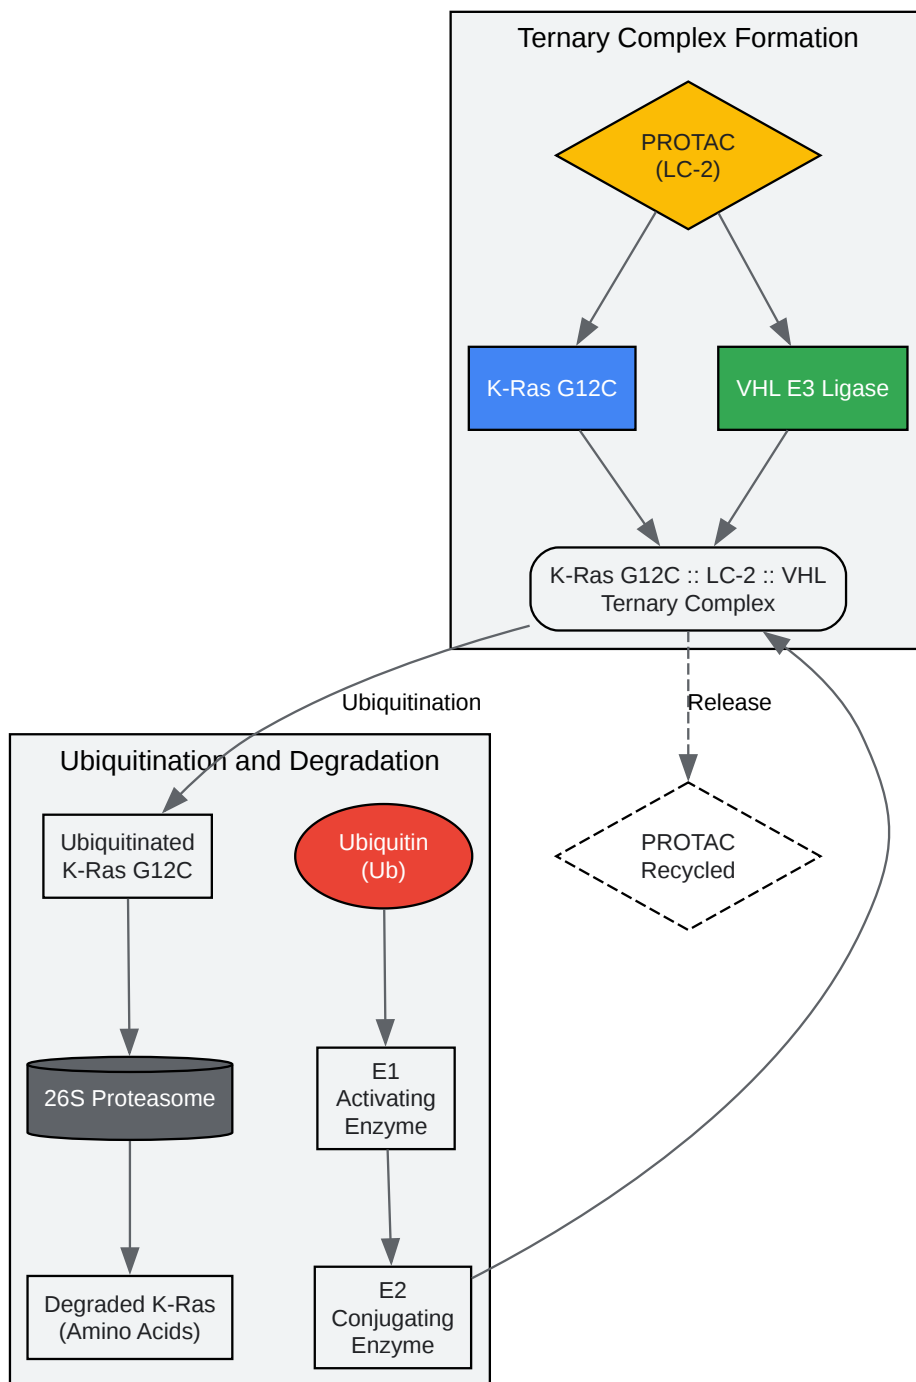 Ternary Complex Formation
PROTAC
(LC-2)
K-Ras G12C
VHL E3 Ligase
K-Ras G12C :: LC-2 :: VHL
Ternary Complex
Ubiquitination
Release
Ubiquitination and Degradation
Ubiquitinated
K-Ras G12C
Ubiquitin
(Ub)
PROTAC
Recycled
26S Proteasome
E1
Activating
Enzyme
Degraded K-Ras
(Amino Acids)
E2
Conjugating
Enzyme